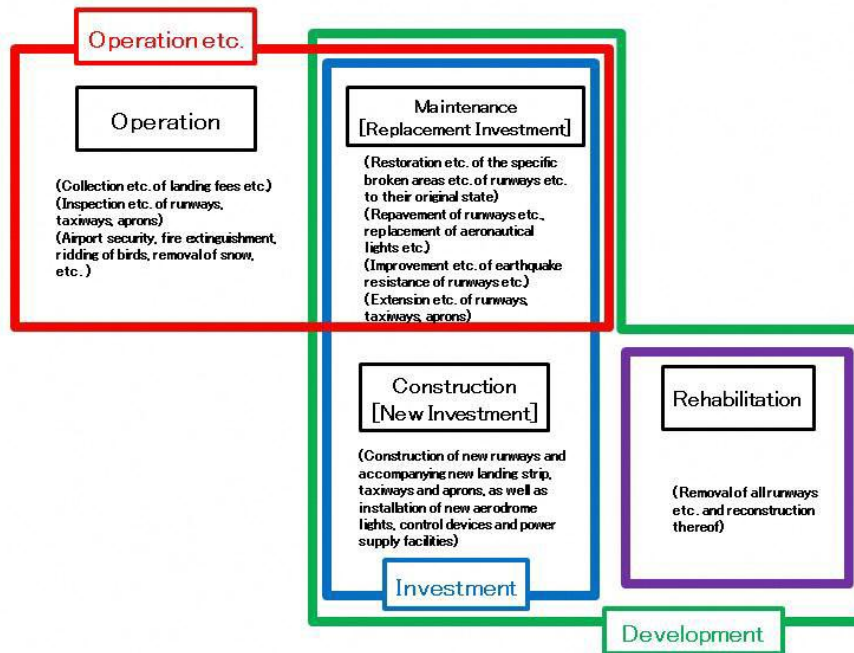 Operation etc.
Operation
(Collection etc. of landing fees etc.)
(Inspection etc. of runways,
taxiways, aprons)
(Airport security, fire extinguishment,
ridding of birds, removal of snow,
etc. )
Maintenance
[Replacement Investment]
(Restoration etc. of the specific
broken areas etc. of runways etc.
to their original state)
(Repavement of runways etc.,
replacement of aeronautical
lights etc.)
(Improvement etc. of earthquake
resistance of runways etc.)
(Extension etc. of runways,
taxiways, aprons)
Construction
[New Investment]
(Construction of new runways and
accompanying new landing strip,
taxiways and aprons, as well as
installation of new aerodrome
lights, control devices and power
supply facilities)
Investment
Rehabilitation
(Removal of all runways
etc. and reconstruction
thereof)
Development